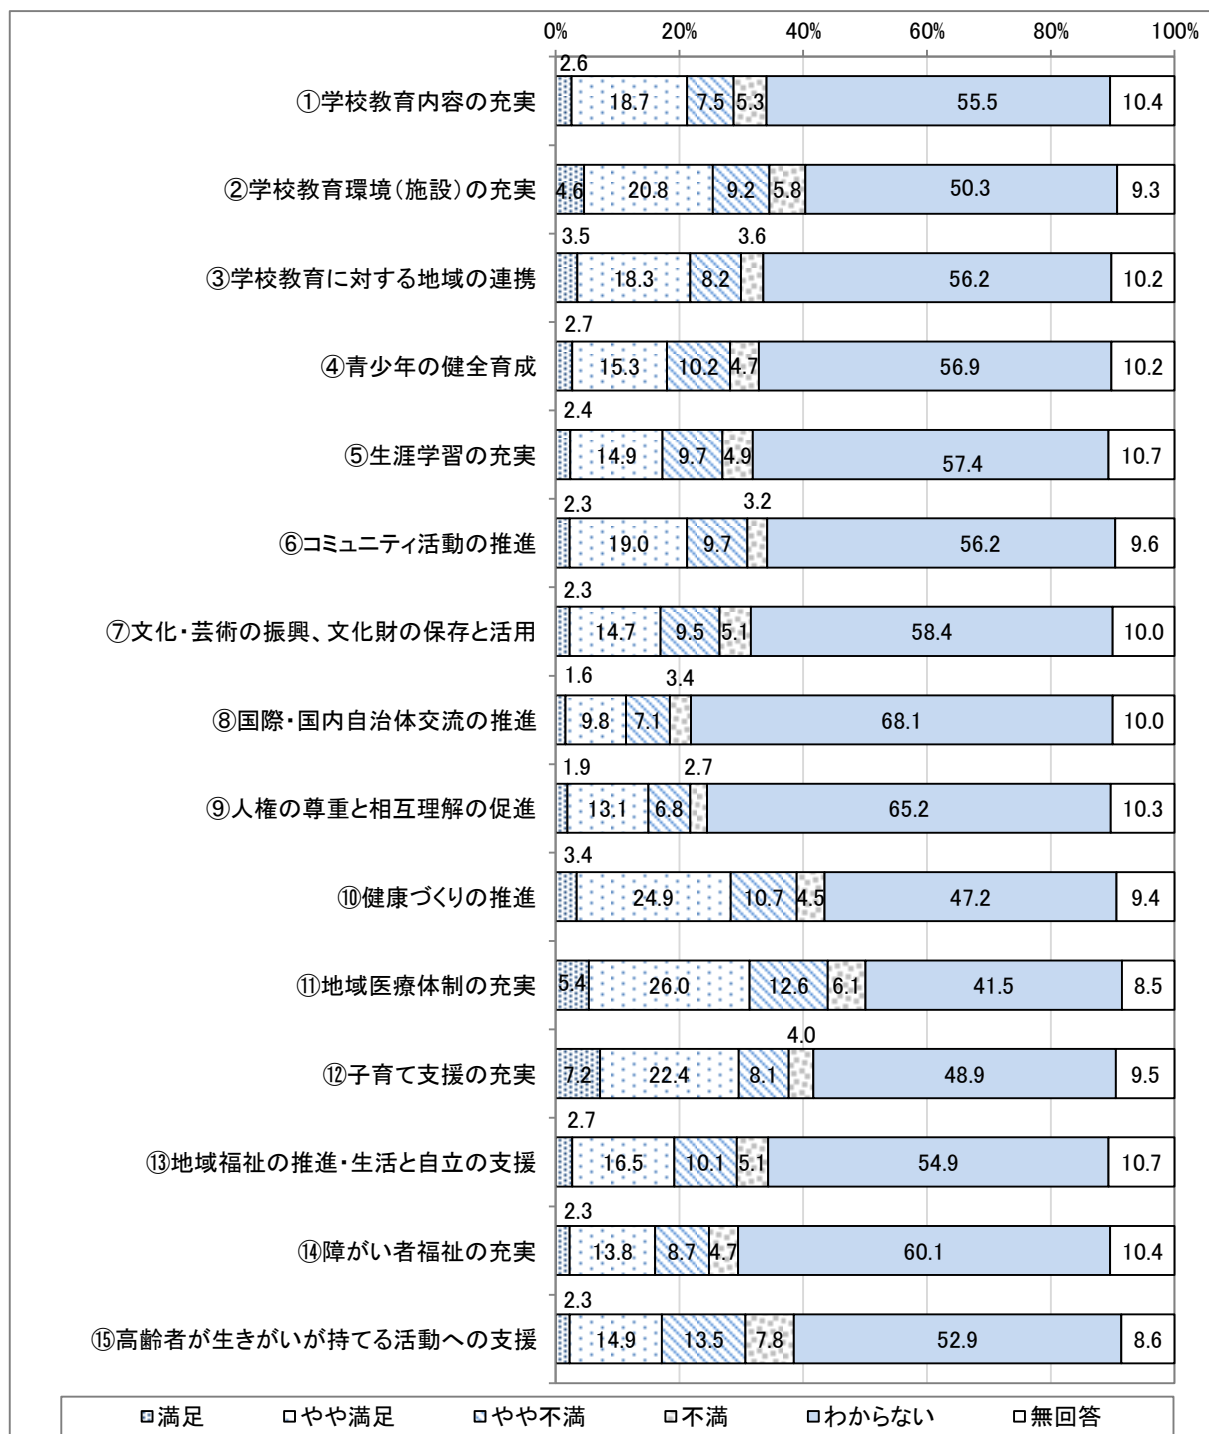 0% 20% 40% 60% 80% 100%
2.6
①学校教育内容の充実 18.7 7.5 5.3 55.5 10.4
②学校教育環境(施設)の充実 4.6 20.8 9.2 5.8 50.3 9.3
3.5 3.6
③学校教育に対する地域の連携 18.3 8.2 56.2 10.2
2.7
④青少年の健全育成 15.3 10.2 4.7 56.9 10.2
2.4
⑤生涯学習の充実 14.9 9.7 4.9 57.4 10.7
2.3 3.2
⑥コミュニティ活動の推進 19.0 9.7 56.2 9.6
2.3
⑦文化・芸術の振興、文化財の保存と活用 14.7 9.5 5.1 58.4 10.0
1.6 3.4
⑧国際・国内自治体交流の推進 9.8 7.1 68.1 10.0
1.9 2.7
⑨人権の尊重と相互理解の促進 13.1 6.8 65.2 10.3
3.4
⑩健康づくりの推進 24.9 10.7 4.5 47.2 9.4
⑪地域医療体制の充実 5.4 26.0 12.6 6.1 41.5 8.5
4.0
⑫子育て支援の充実 7.2 22.4 8.1 48.9 9.5
2.7
⑬地域福祉の推進・生活と自立の支援 16.5 10.1 5.1 54.9 10.7
2.3
⑭障がい者福祉の充実 13.8 8.7 4.7 60.1 10.4
2.3
⑮高齢者が生きがいが持てる活動への支援 14.9 13.5 7.8 52.9 8.6
満足 やや満足 やや不満 不満 わからない 無回答